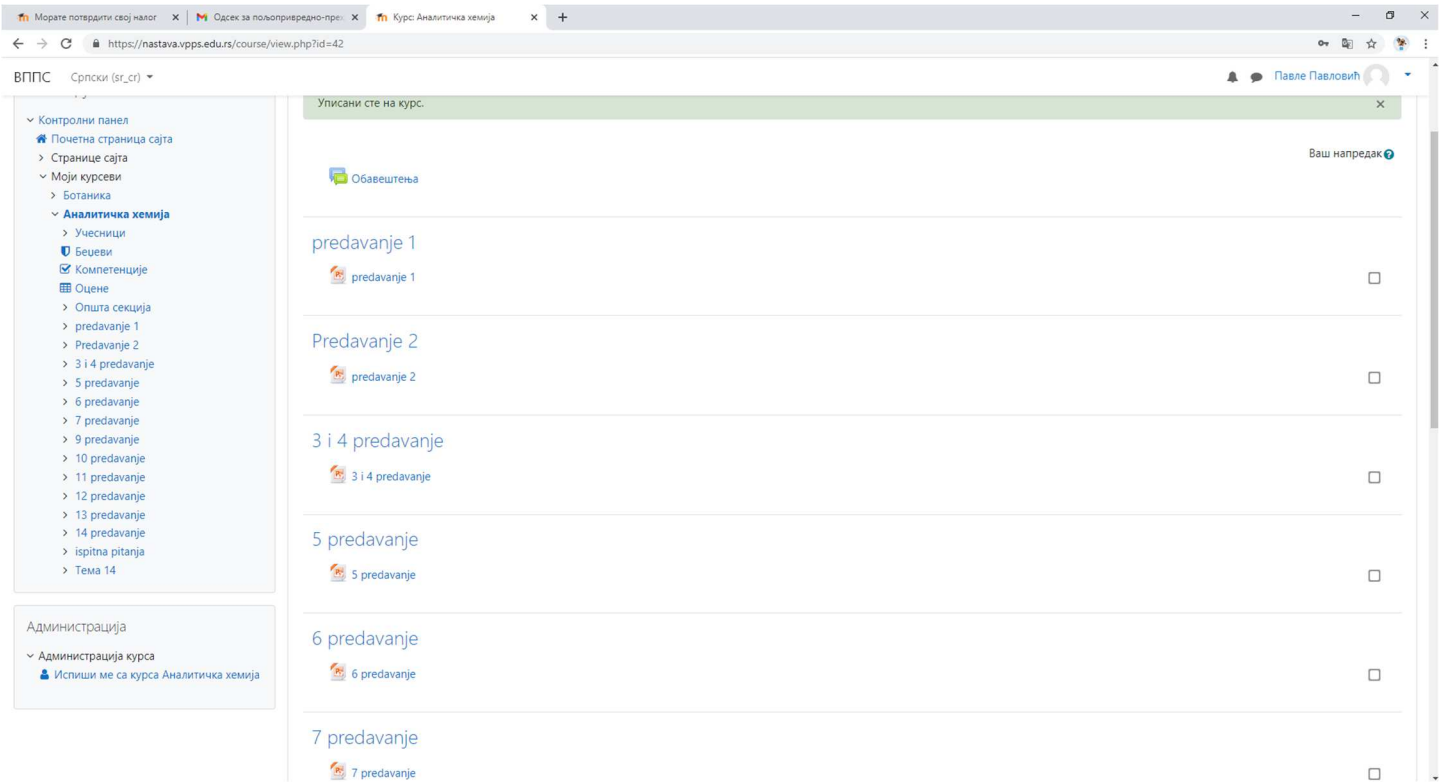 Морате потврдити свој налог
Одсек за пољопривредно-прех
Курс: Аналитичка хемија
https://nastava.vpps.edu.rs/course/view.php?id=42
ВППС Српски (sr_cr)
Павле Павловић
Контролни панел
Почетна страница сајта
Странице сајта
Моји курсеви
Ботаника
Аналитичка хемија
Учесници
Беџеви
Компетенције
Оцене
Општа секција
predavanje 1
Predavanje 2
3 i 4 predavanje
5 predavanje
6 predavanje
7 predavanje
9 predavanje
10 predavanje
11 predavanje
12 predavanje
13 predavanje
14 predavanje
ispitna pitanja
Тема 14
Администрација
Администрација курса
Испиши ме са курса Аналитичка хемија
Уписани сте на курс.
Ваш напредак
Обавештења
predavanje 1
predavanje 1
Predavanje 2
predavanje 2
3 i 4 predavanje
3 i 4 predavanje
5 predavanje
5 predavanje
6 predavanje
6 predavanje
7 predavanje
7 predavanje